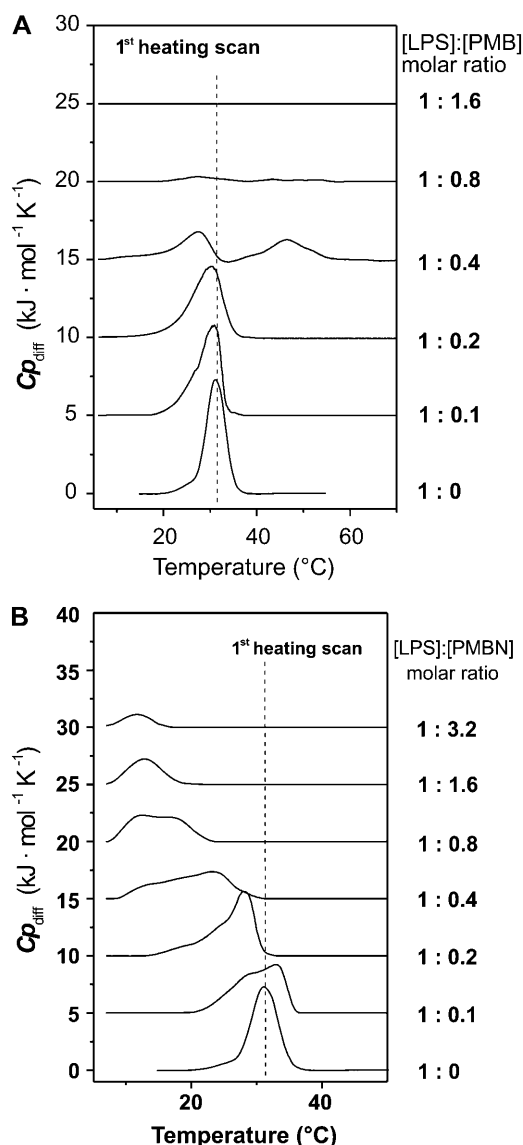 A
1st heating scan
[LPS]:[PMB]
molar ratio
30
25
20
15
10
5
0
1 : 1.6
1 : 0.8
1 : 0.4
1 : 0.2
1 : 0.1
1 : 0
Cpdiff (kJ · mol-1 K-1)
20
40
60
Temperature (°C)
B
1st heating scan
[LPS]:[PMBN]
molar ratio
40
35
30
25
20
15
10
5
0
1 : 3.2
1 : 1.6
1 : 0.8
1 : 0.4
1 : 0.2
1 : 0.1
1 : 0
Cpdiff (kJ · mol-1 K-1)
20
40
Temperature (°C)